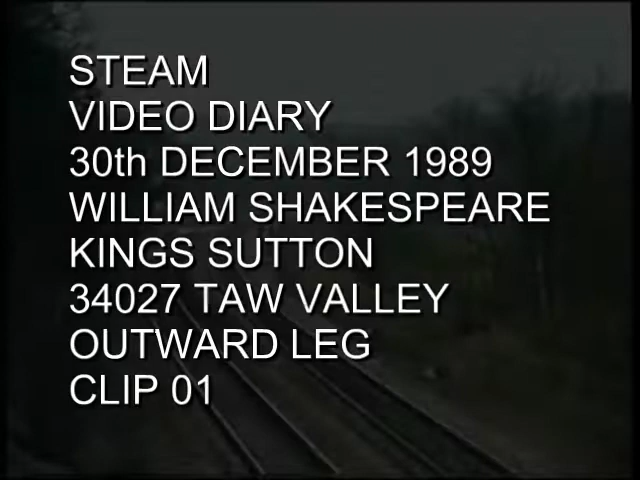 STEAM
VIDEO DIARY
30th DECEMBER 1989
WILLIAM SHAKESPEARE
KINGS SUTTON
34027 TAW VALLEY
OUTWARD LEG
CLIP 01